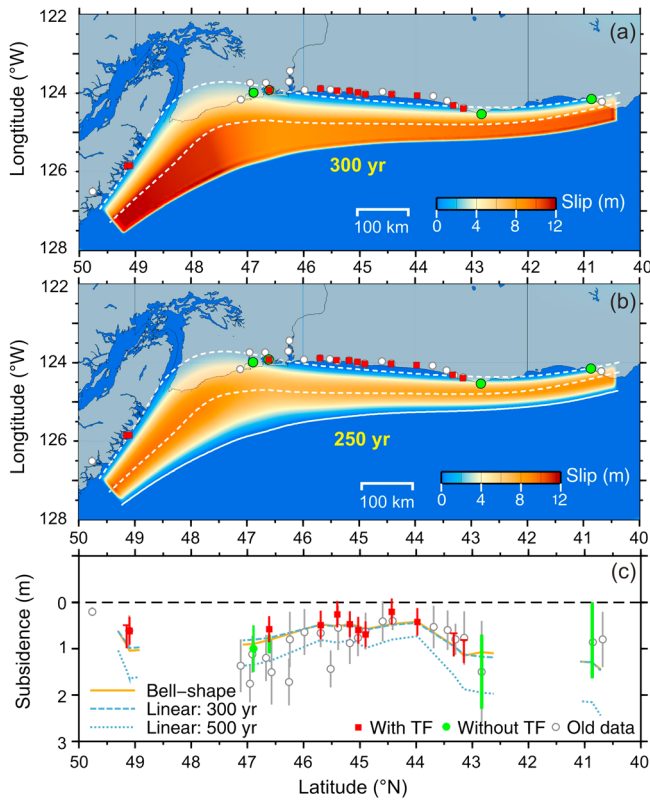 122
(a)
124
Longtitude (°W)
126
300 yr
Slip (m)
0 4 8 12
100 km
128
50 49 48 47 46 45 44 43 42 41 40
122
(b)
124
Longtitude (°W)
126
250 yr
Slip (m)
0 4 8 12
100 km
128
50 49 48 47 46 45 44 43 42 41 40
(c)
0
Subsidence (m)
1
2
3
Bell-shape
Linear: 300 yr
Linear: 500 yr
With TF Without TF Old data
50 49 48 47 46 45 44 43 42 41 40
Latitude (°N)